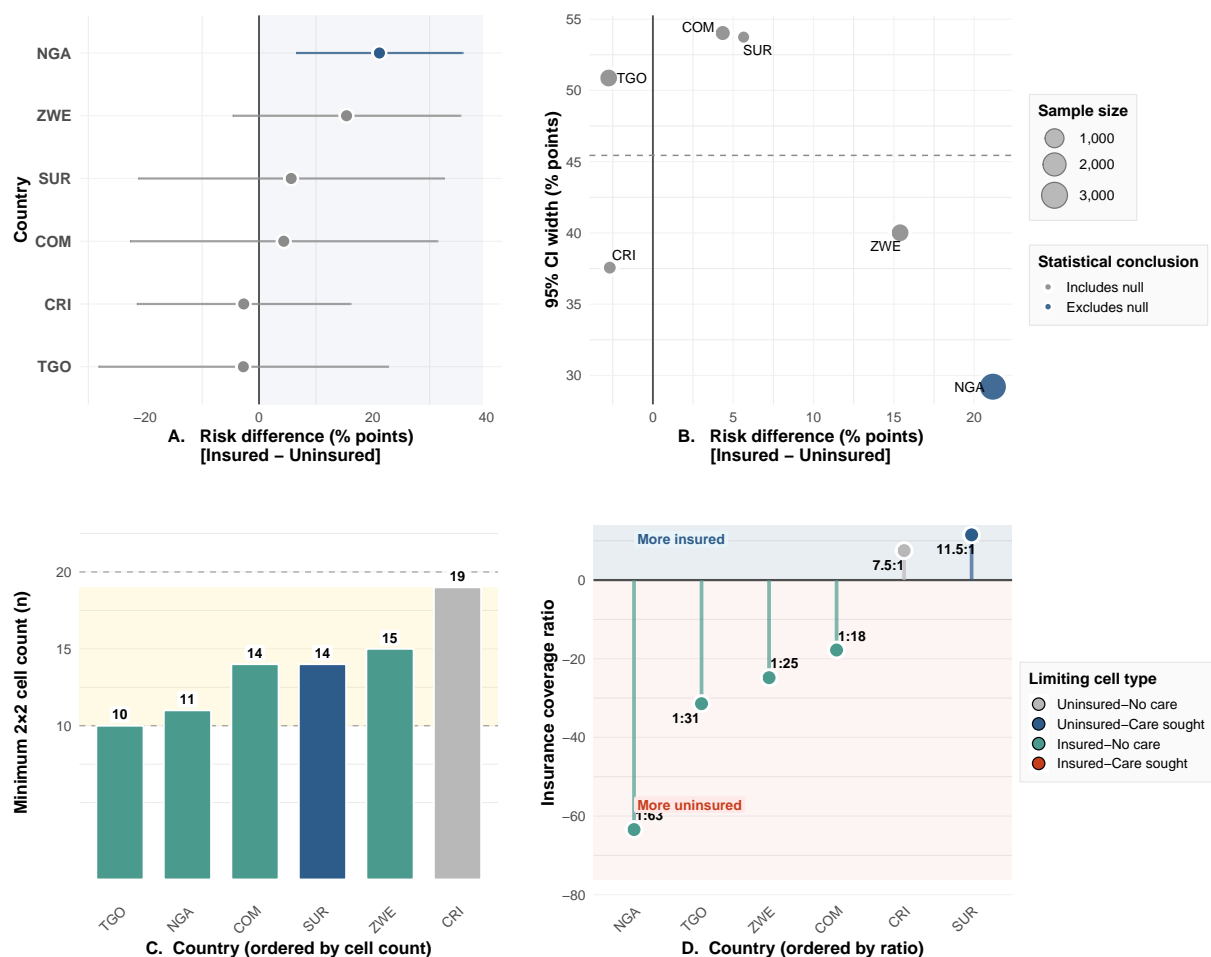 Country
NGA
ZWE
SUR
COM
CRI
TGO
−20
0
20
40
A. Risk difference (% points)
[Insured − Uninsured]
95% CI width (% points)
55
50
45
40
35
30
COM
SUR
TGO
CRI
ZWE
NGA
0
5
10
15
20
B. Risk difference (% points)
[Insured − Uninsured]
Sample size
1,000
2,000
3,000
Statistical conclusion
Includes null
Excludes null
Minimum 2×2 cell count (n)
20
15
10
10
11
14
14
15
19
TGO
NGA
COM
SUR
ZWE
CRI
C. Country (ordered by cell count)
Insurance coverage ratio
0
−20
−40
−60
−80
More insured
More uninsured
1:63
1:31
1:25
1:18
7.5:1
11.5:1
NGA
TGO
ZWE
COM
CRI
SUR
D. Country (ordered by ratio)
Limiting cell type
Uninsured−No care
Uninsured−Care sought
Insured−No care
Insured−Care sought